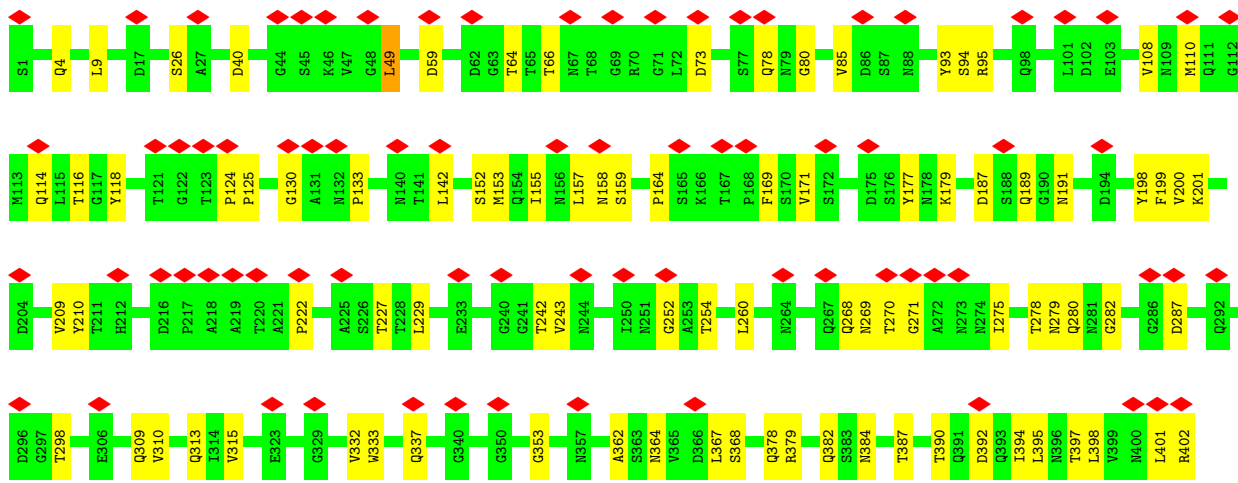 S1 Q4 L9 D17 S26 A27 D40 G44 S45 K46 V47 G48 L49 D59 D62 G63 T64 T65 T66 N67 T68 G69 R70 G71 L72 D73 S77 Q78 N79 G80 V85 D86 S87 N88 Y93 S94 R95 Q98 L101 D102 E103 V108 N109 M110 Q111 G112
M113 Q114 L115 T116 G117 Y118 T121 G122 T123 P124 P125 G130 A131 N132 P133 N140 T141 L142 S152 M153 Q154 I155 N156 L157 N158 S159 P164 S165 K166 T167 P168 F169 S170 V171 S172 D175 S176 Y177 N178 K179 D187 S188 Q189 G190 N191 D194 Y198 F199 V200 K201
D204 V209 Y210 T211 H212 D216 P217 A218 A219 T220 A221 P222 A225 S226 T227 T228 L229 E233 G240 G241 T242 V243 N244 I250 N251 G252 A253 T254 L260 N264 Q267 Q268 N269 T270 G271 A272 N273 N274 I275 T278 N279 Q280 N281 G282 G286 D287 Q292
D296 G297 T298 E306 Q309 V310 Q313 I314 V315 E323 G329 V332 W333 Q337 G340 G350 G353 N357 A362 S363 N364 V365 D366 L367 S368 Q378 R379 Q382 S383 N384 T387 T390 Q391 D392 Q393 I394 L395 N396 T397 L398 V399 N400 L401 R402